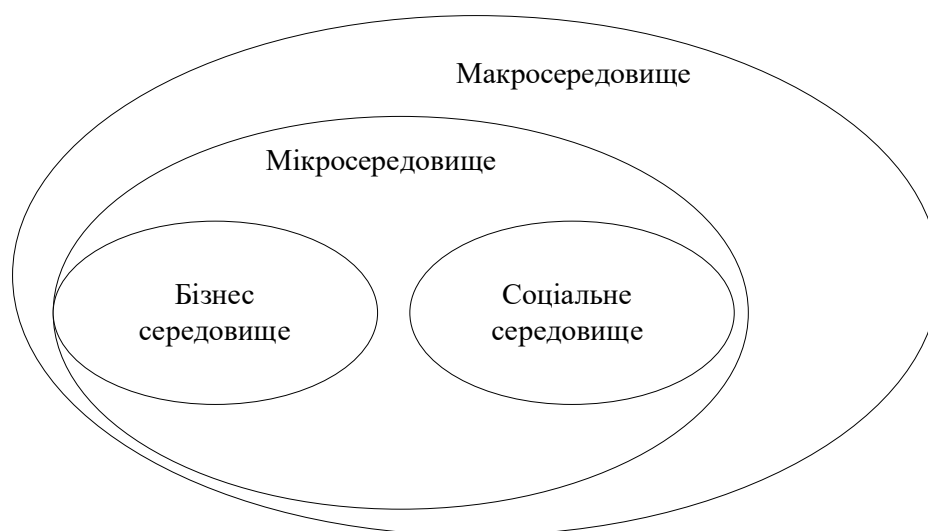 Макросередовище
Мікросередовище
Бізнес
середовище
Соціальне
середовище